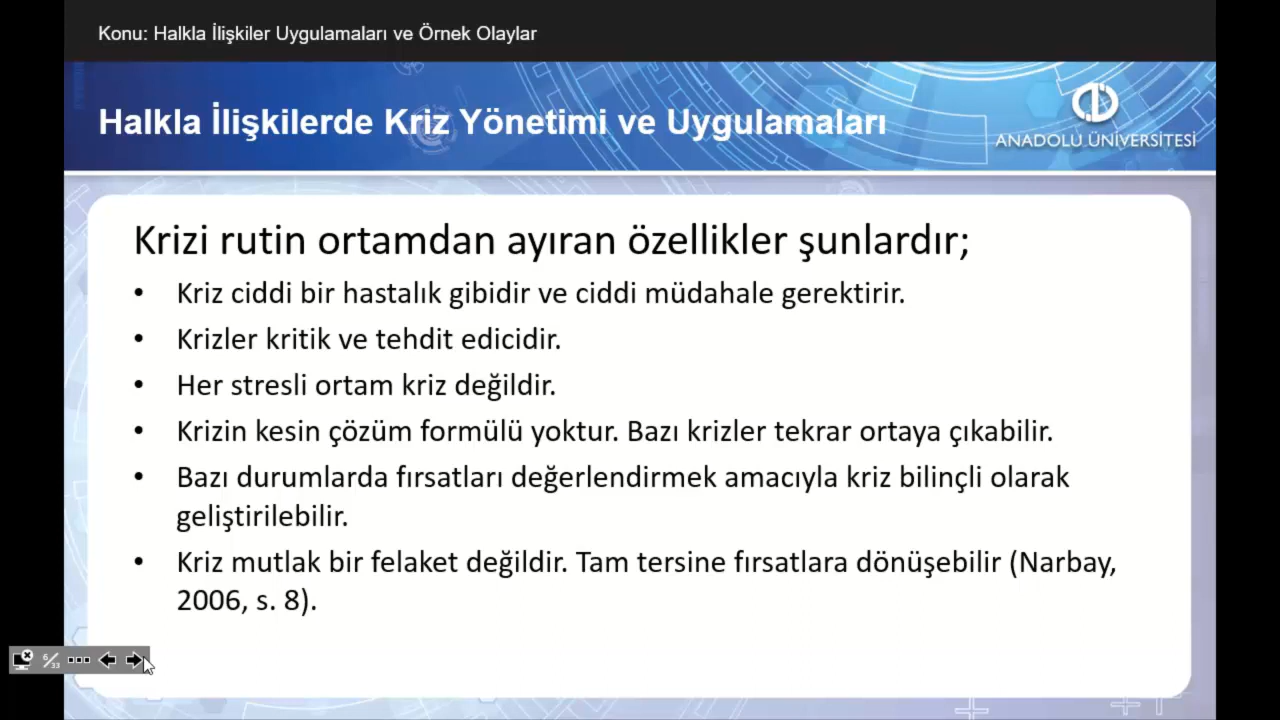 Konu: Halkla İlişkiler Uygulamaları ve Örnek Olaylar
Halkla İlişkilerde Kriz Yönetimi ve Uygulamaları
ANADOLU ÜNİVERSİTESİ
Krizi rutin ortamdan ayıran özellikler şunlardır;
• Kriz ciddi bir hastalık gibidir ve ciddi müdahale gerektirir.
• Krizler kritik ve tehdit edicidir.
• Her stresli ortam kriz değildir.
• Krizin kesin çözüm formülü yoktur. Bazı krizler tekrar ortaya çıkabilir.
• Bazı durumlarda fırsatları değerlendirmek amacıyla kriz bilinçli olarak
geliştirilebilir.
• Kriz mutlak bir felaket değildir. Tam tersine fırsatlara dönüşebilir (Narbay,
2006, s. 8).
6/33